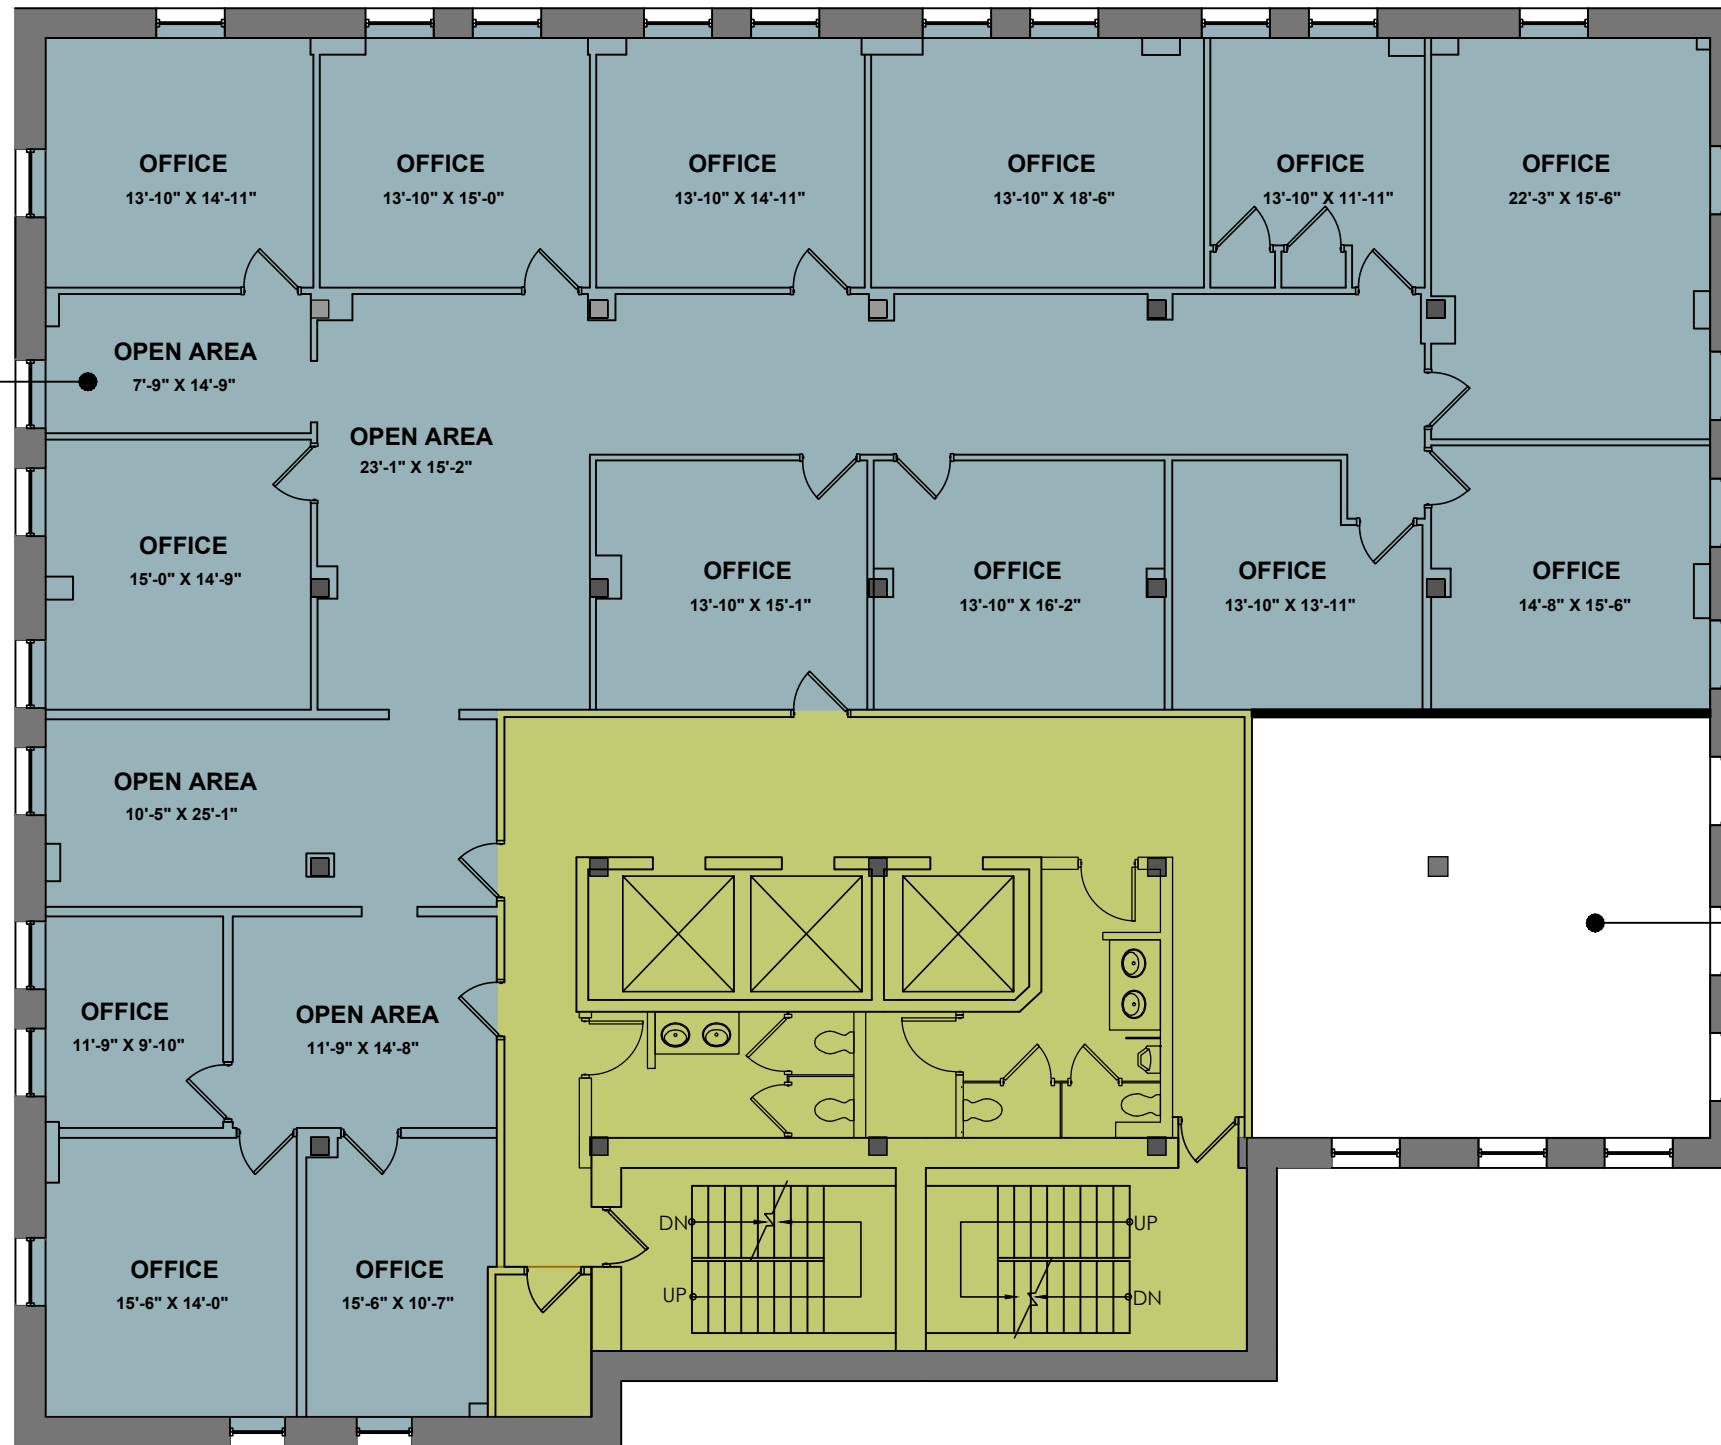 OFFICE
13'-10" X 14'-11"
OFFICE
13'-10" X 15'-0"
OFFICE
13'-10" X 14'-11"
OFFICE
13'-10" X 18'-6"
OFFICE
13'-10" X 11'-11"
OFFICE
22'-3" X 15'-6"
OPEN AREA
7'-9" X 14'-9"
OPEN AREA
23'-1" X 15'-2"
OFFICE
15'-0" X 14'-9"
OFFICE
13'-10" X 15'-1"
OFFICE
13'-10" X 16'-2"
OFFICE
13'-10" X 13'-11"
OFFICE
14'-8" X 15'-6"
OPEN AREA
10'-5" X 25'-1"
OFFICE
11'-9" X 9'-10"
OPEN AREA
11'-9" X 14'-8"
OFFICE
15'-6" X 14'-0"
OFFICE
15'-6" X 10'-7"
DN
UP
UP
DN